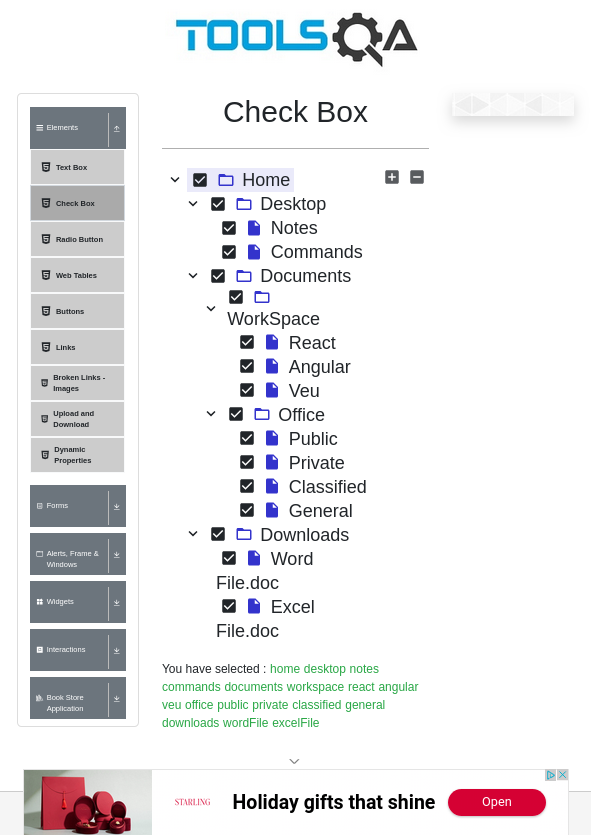 TOOLSQA
Check Box
Elements
Text Box
Check Box
Radio Button
Web Tables
Buttons
Links
Broken Links -
Images
Upload and
Download
Dynamic
Properties
Forms
Alerts, Frame &
Windows
Widgets
Interactions
Book Store
Application
Home
Desktop
Notes
Commands
Documents
WorkSpace
React
Angular
Veu
Office
Public
Private
Classified
General
Downloads
Word
File.doc
Excel
File.doc
You have selected : home desktop notes
commands documents workspace react angular
veu office public private classified general
downloads wordFile excelFile
STARLING
Holiday gifts that shine
Open